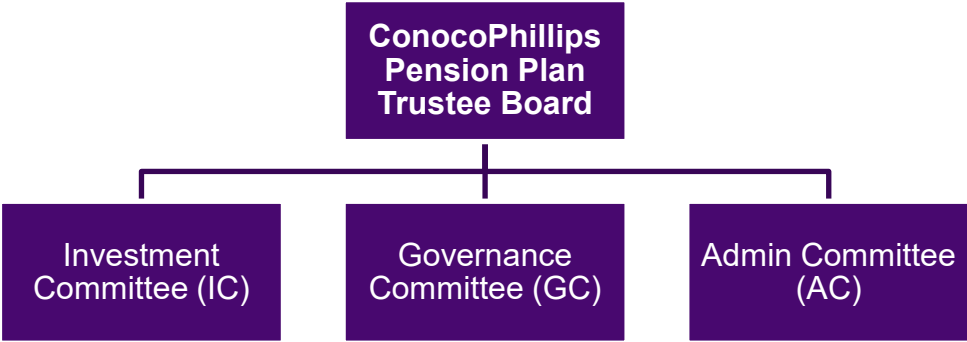 ConocoPhillips
Pension Plan
Trustee Board
Investment
Committee (IC)
Governance
Committee (GC)
Admin Committee
(AC)